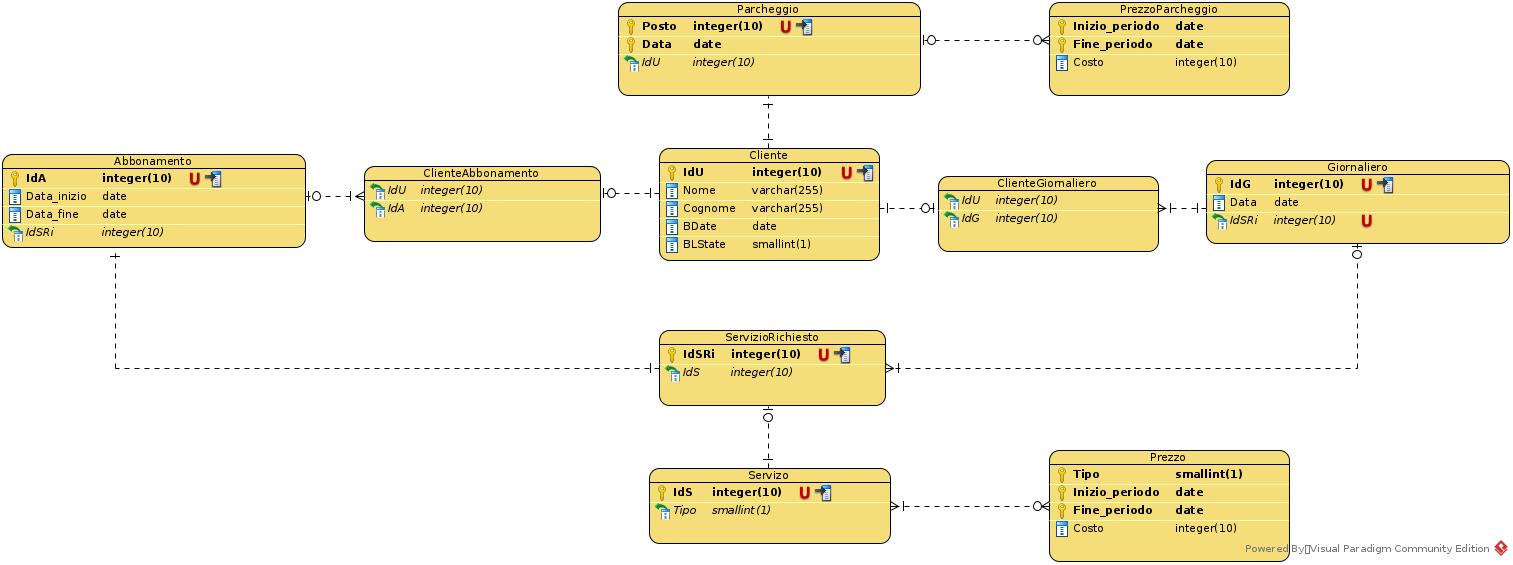 Parcheggio
Posto integer(10) U
Data date
IdU integer(10)
PrezzoParcheggio
Inizio_periodo date
Fine_periodo date
Costo integer(10)
Abbonamento
IdA integer(10) U
Data_inizio date
Data_fine date
IdSRi integer(10)
ClienteAbbonamento
IdU integer(10)
IdA integer(10)
Cliente
IdU integer(10) U
Nome varchar(255)
Cognome varchar(255)
BDate date
BLState smallint(1)
ClienteGiornaliero
IdU integer(10)
IdG integer(10)
Giornaliero
IdG integer(10) U
Data date
IdSRi integer(10) U
ServizioRichiesto
IdSRi integer(10) U
IdS integer(10)
Servizo
IdS integer(10) U
Tipo smallint(1)
Prezzo
Tipo smallint(1)
Inizio_periodo date
Fine_periodo date
Costo integer(10)
Powered By▯Visual Paradigm Community Edition